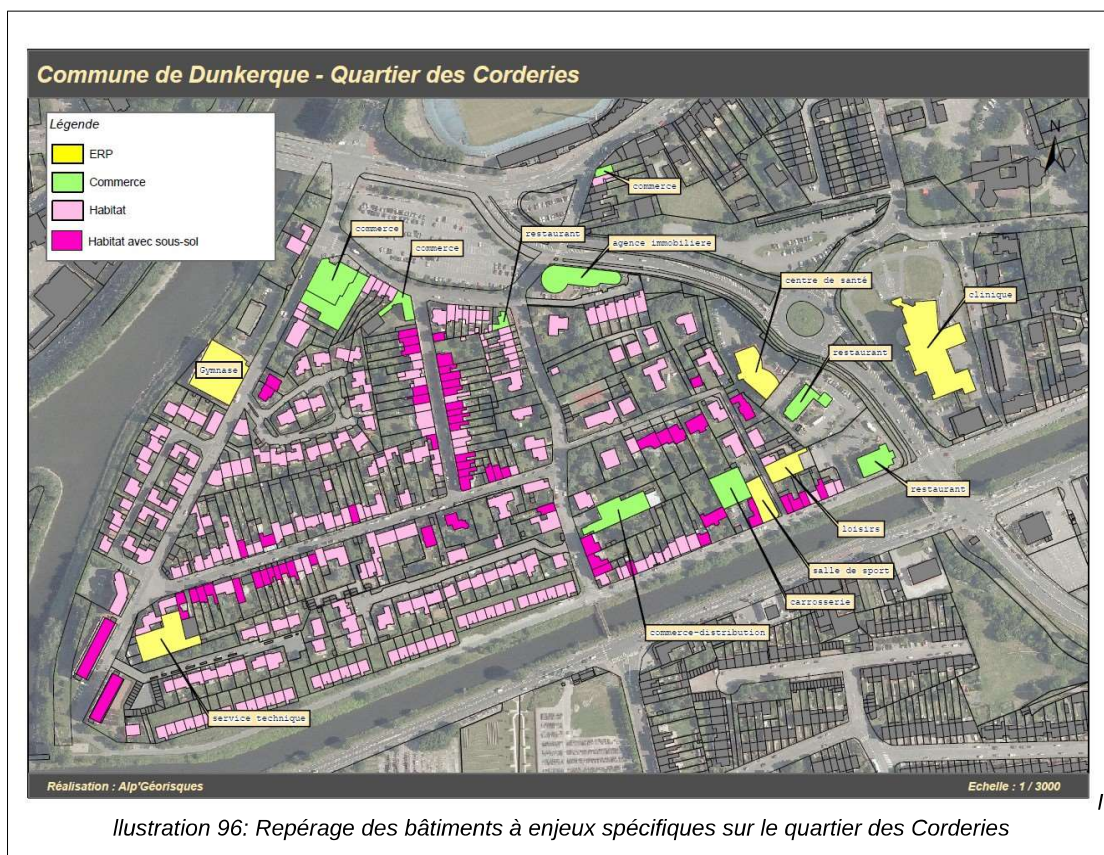 Commune de Dunkerque - Quartier des Corderies
Légende
ERP
Commerce
Habitat
Habitat avec sous-sol
N
commerce
commerce
commerce
restaurant
agence immobiliere
centre de santé
clinique
restaurant
Gymnase
restaurant
loisirs
salle de sport
carrosserie
commerce-distribution
service technique
Réalisation : Alp'Géorisques
Echelle : 1 / 3000
I
llustration 96: Repérage des bâtiments à enjeux spécifiques sur le quartier des Corderies